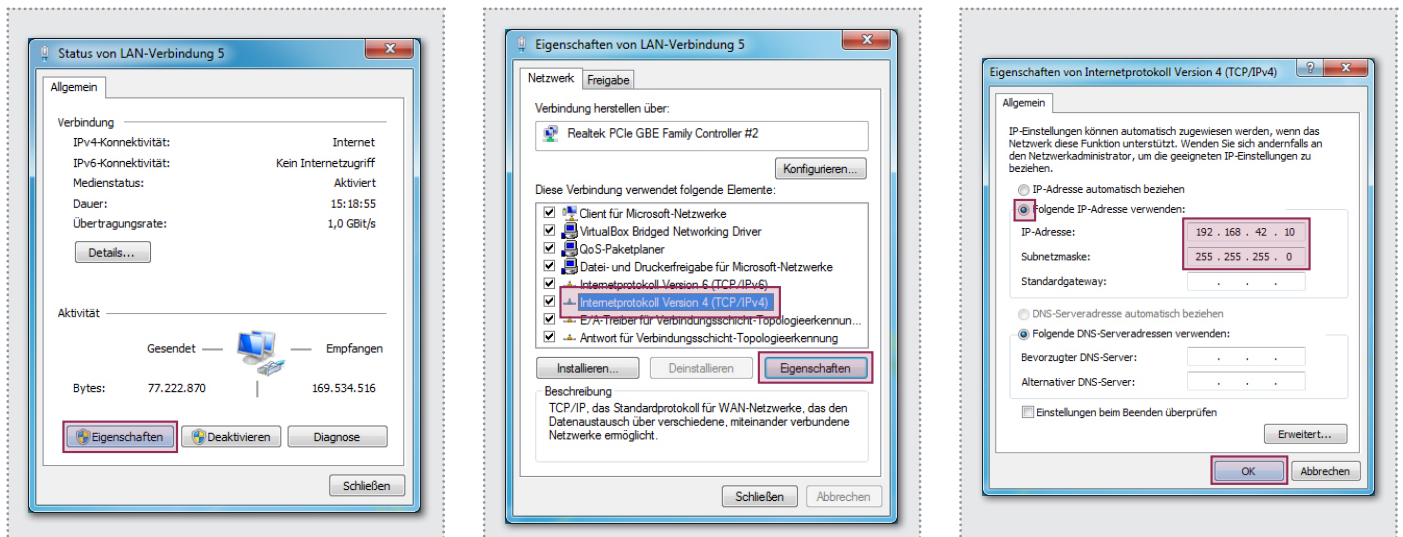 Status von LAN-Verbindung 5
Allgemein
Verbindung
IPv4-Konnektivität: Internet
IPv6-Konnektivität: Kein Internetzugriff
Medienstatus: Aktiviert
Dauer: 15:18:55
Übertragungsrate: 1,0 GBit/s
Details...
Aktivität
Gesendet Empfangen
Bytes: 77.222.870 169.534.516
Eigenschaften Deaktivieren Diagnose
Schließen
Eigenschaften von LAN-Verbindung 5
Netzwerk Freigabe
Verbindung herstellen über:
Realtek PCIe GBE Family Controller #2
Konfigurieren...
Diese Verbindung verwendet folgende Elemente:
Client für Microsoft-Netzwerke
VirtualBox Bridged Networking Driver
QoS-Paketplaner
Datei- und Druckerfreigabe für Microsoft-Netzwerke
Internetprotokoll Version 6 (TCP/IPv6)
Internetprotokoll Version 4 (TCP/IPv4)
E/A-Treiber für Verbindungsschicht-Topologieerkennun...
Antwort für Verbindungsschicht-Topologieerkennung
Installieren... Deinstallieren Eigenschaften
Beschreibung
TCP/IP, das Standardprotokoll für WAN-Netzwerke, das den
Datenaustausch über verschiedene, miteinander verbundene
Netzwerke ermöglicht.
Schließen Abbrechen
Eigenschaften von Internetprotokoll Version 4 (TCP/IPv4)
Allgemein
IP-Einstellungen können automatisch zugewiesen werden, wenn das
Netzwerk diese Funktion unterstützt. Wenden Sie sich andernfalls an
den Netzwerkadministrator, um die geeigneten IP-Einstellungen zu
beziehen.
IP-Adresse automatisch beziehen
Folgende IP-Adresse verwenden:
IP-Adresse: 192 . 168 . 42 . 10
Subnetzmaske: 255 . 255 . 255 . 0
Standardgateway: . . .
DNS-Serveradresse automatisch beziehen
Folgende DNS-Serveradressen verwenden:
Bevorzugter DNS-Server: . . .
Alternativer DNS-Server: . . .
Einstellungen beim Beenden überprüfen
Erweitert...
OK Abbrechen